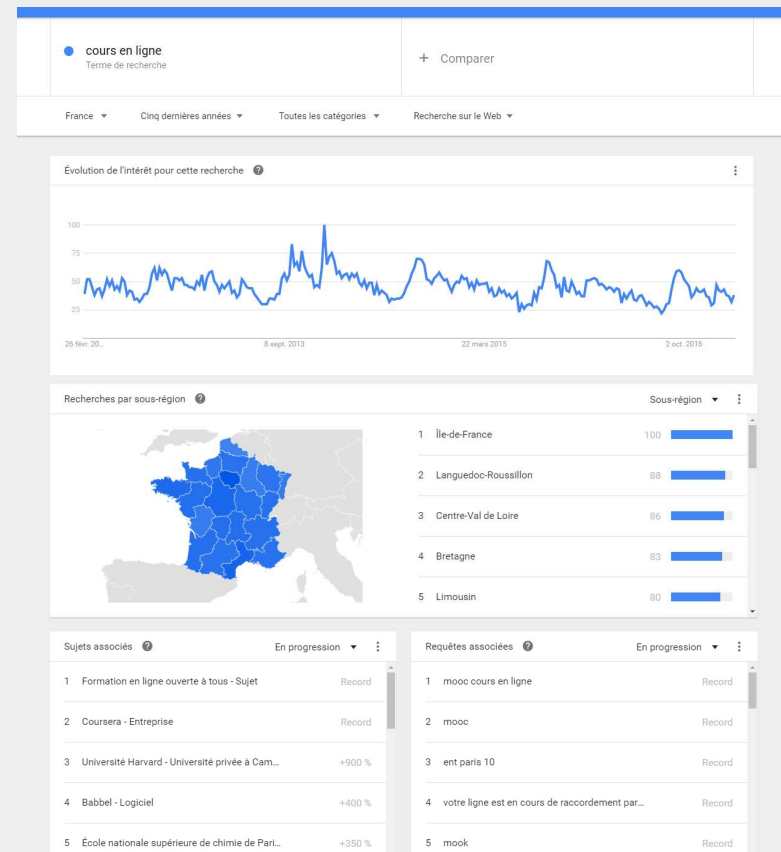 cours en ligne
Terme de recherche
+ Comparer
France
Cinq dernières années
Toutes les catégories
Recherche sur le Web
Évolution de l'intérêt pour cette recherche
100
75
50
25
26 févr. 20...
8 sept. 2013
22 mars 2015
2 oct. 2016
Recherches par sous-région
Sous-région
1 Île-de-France 100
2 Languedoc-Roussillon 88
3 Centre-Val de Loire 86
4 Bretagne 83
5 Limousin 80
Sujets associés
En progression
1 Formation en ligne ouverte à tous - Sujet Record
2 Coursera - Entreprise Record
3 Université Harvard - Université privée à Cam... +900 %
4 Babbel - Logiciel +400 %
5 École nationale supérieure de chimie de Pari... +350 %
Requêtes associées
En progression
1 mooc cours en ligne Record
2 mooc Record
3 ent paris 10 Record
4 votre ligne est en cours de raccordement par... Record
5 mook Record